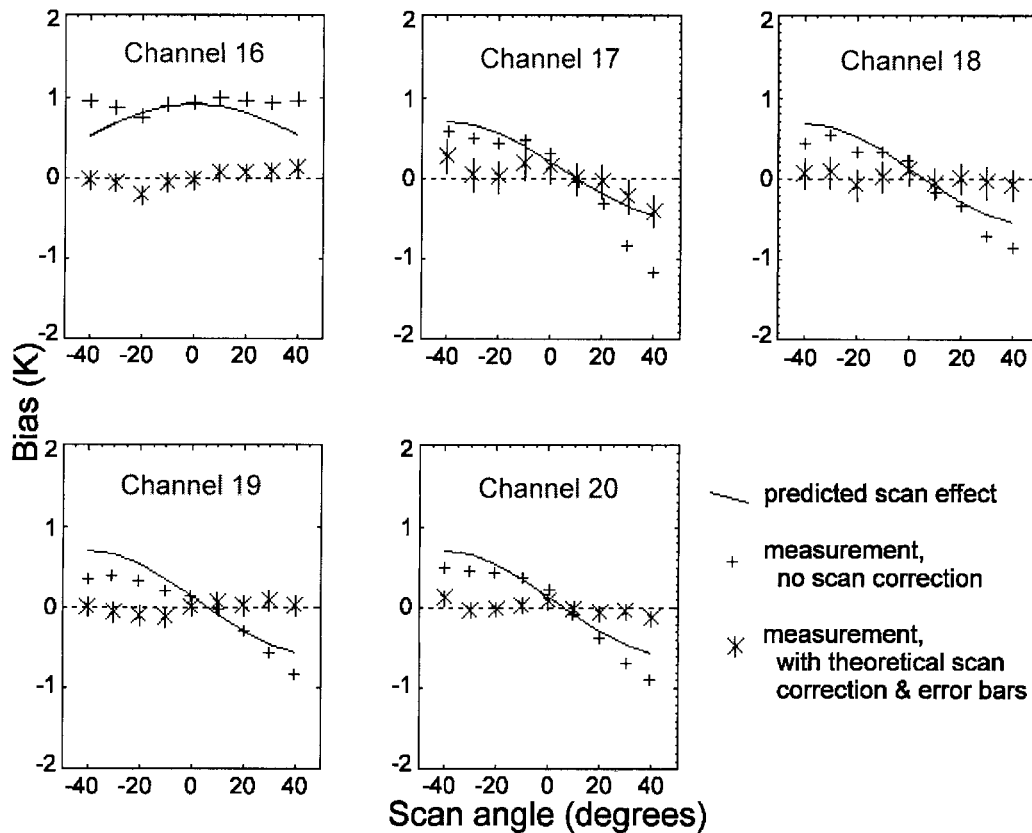 2
1
0
-1
-2
Channel 16
-40 -20 0 20 40
2
1
0
-1
-2
Channel 17
-40 -20 0 20 40
2
1
0
-1
-2
Channel 18
-40 -20 0 20 40
Bias (K)
2
1
0
-1
-2
Channel 19
-40 -20 0 20 40
2
1
0
-1
-2
Channel 20
-40 -20 0 20 40
Scan angle (degrees)
predicted scan effect
measurement,
no scan correction
measurement,
with theoretical scan
correction & error bars